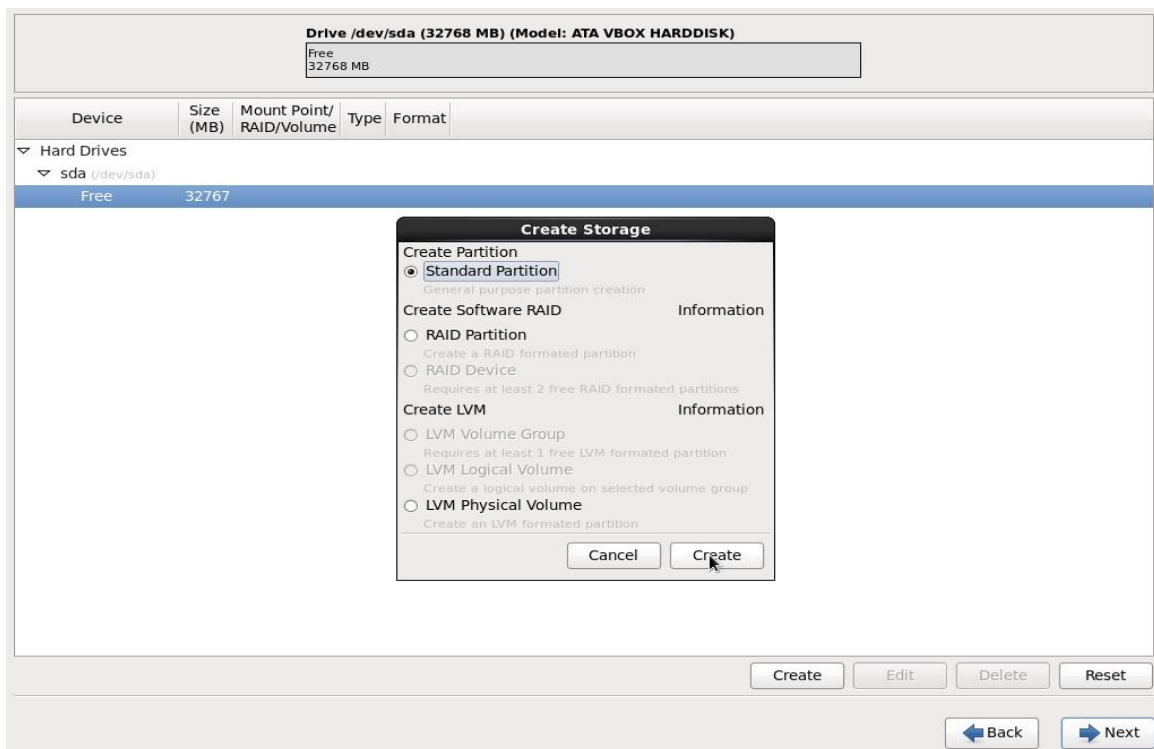 Drive /dev/sda (32768 MB) (Model: ATA VBOX HARDDISK)
Free
32768 MB
Device
Size (MB)
Mount Point/ RAID/Volume
Type
Format
Hard Drives
sda (/dev/sda)
Free 32767
Create Storage
Create Partition
Standard Partition
General purpose partition creation
Create Software RAID Information
RAID Partition
Create a RAID formated partition
RAID Device
Requires at least 2 free RAID formated partitions
Create LVM Information
LVM Volume Group
Requires at least 1 free LVM formated partition
LVM Logical Volume
Create a logical volume on selected volume group
LVM Physical Volume
Create an LVM formated partition
Cancel Create
Create Edit Delete Reset
Back Next